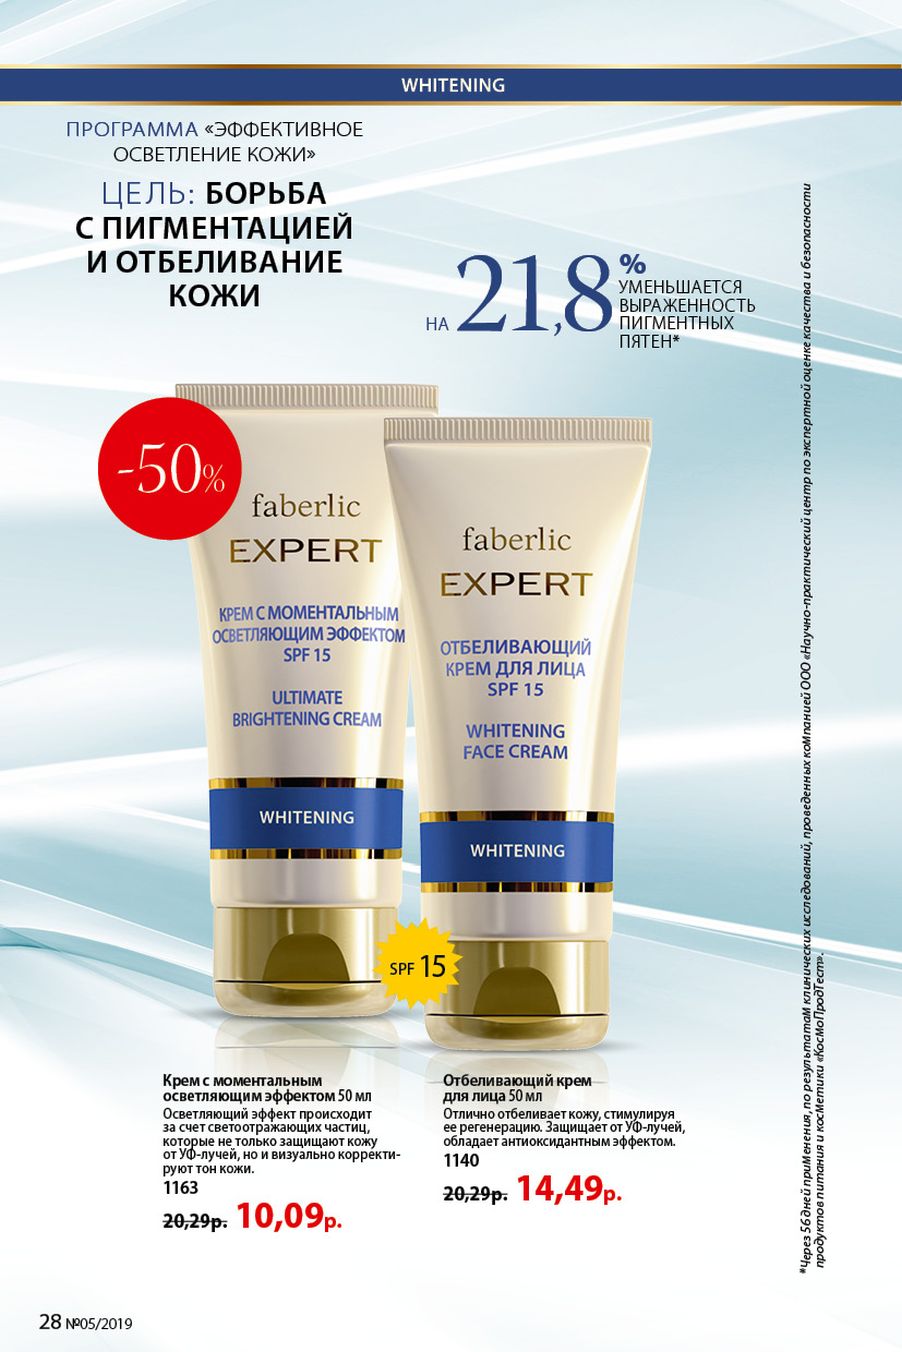 WHITENING
ПРОГРАММА «ЭФФЕКТИВНОЕ
ОСВЕТЛЕНИЕ КОЖИ»
ЦЕЛЬ: БОРЬБА
С ПИГМЕНТАЦИЕЙ
И ОТБЕЛИВАНИЕ
КОЖИ
НА 21,8 %
УМЕНЬШАЕТСЯ
ВЫРАЖЕННОСТЬ
ПИГМЕНТНЫХ
ПЯТЕН*
-50%
faberlic
EXPERT
КРЕМ С МОМЕНТАЛЬНЫМ
ОСВЕТЛЯЮЩИМ ЭФФЕКТОМ
SPF 15
ULTIMATE
BRIGHTENING CREAM
WHITENING
faberlic
EXPERT
ОТБЕЛИВАЮЩИЙ
КРЕМ ДЛЯ ЛИЦА
SPF 15
WHITENING
FACE CREAM
WHITENING
SPF 15
Крем с моментальным
осветляющим эффектом 50 мл
Осветляющий эффект происходит
за счет светоотражающих частиц,
которые не только защищают кожу
от УФ-лучей, но и визуально корректи-
руют тон кожи.
1163
20,29р. 10,09р.
Отбеливающий крем
для лица 50 мл
Отлично отбеливает кожу, стимулируя
ее регенерацию. Защищает от УФ-лучей,
обладает антиоксидантным эффектом.
1140
20,29р. 14,49р.
*Через 56 дней применения, по результатам клинических исследований, проведенных компанией ООО «Научно-практический центр по экспертной оценке качества и безопасности
продуктов питания и косметики «КосМоПродТест».
28 №05/2019